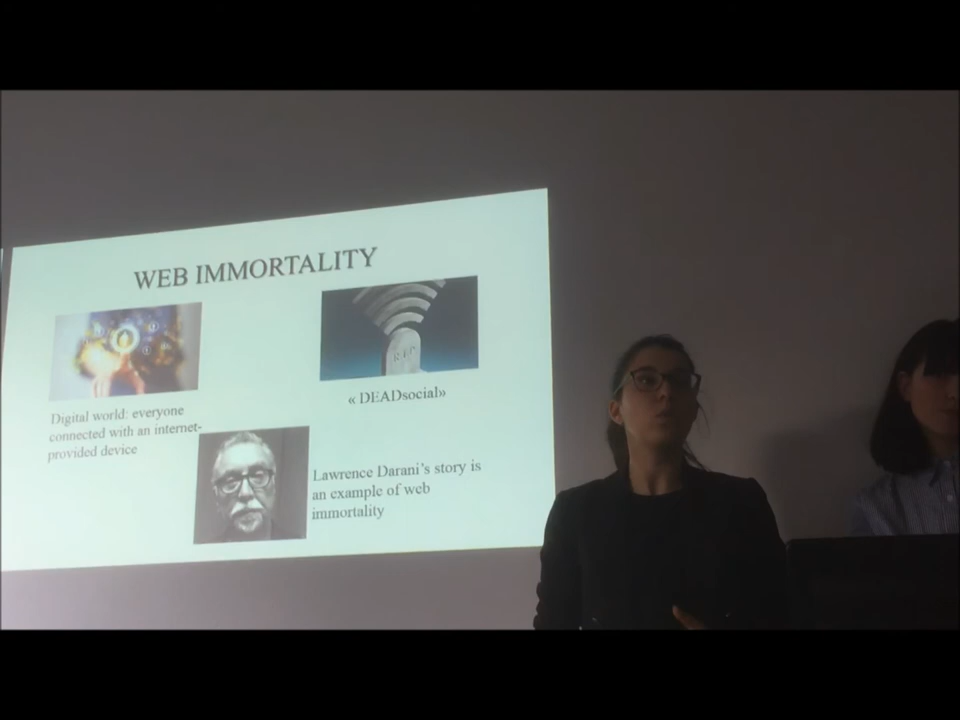 WEB IMMORTALITY
R.I.P
Digital world: everyone
connected with an internet-
provided device
« DEADsocial»
Lawrence Darani's story is
an example of web
immortality